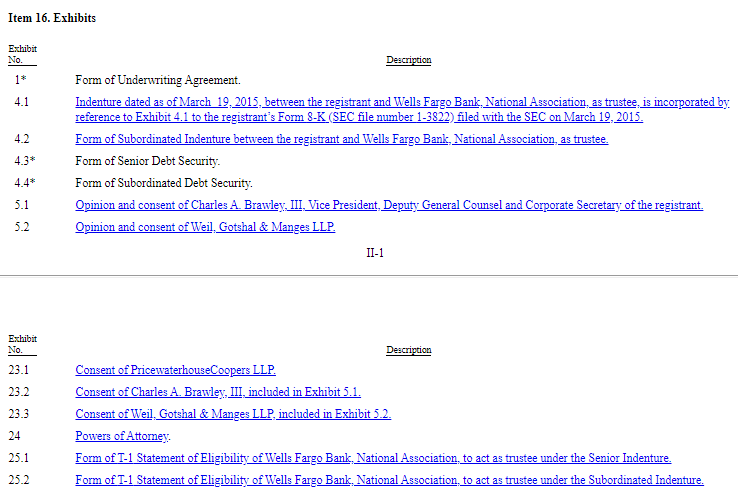 Item 16. Exhibits
Exhibit
No. Description
1* Form of Underwriting Agreement.
4.1 Indenture dated as of March 19, 2015, between the registrant and Wells Fargo Bank, National Association, as trustee, is incorporated by
reference to Exhibit 4.1 to the registrant's Form 8-K (SEC file number 1-3822) filed with the SEC on March 19, 2015.
4.2 Form of Subordinated Indenture between the registrant and Wells Fargo Bank, National Association, as trustee.
4.3* Form of Senior Debt Security.
4.4* Form of Subordinated Debt Security.
5.1 Opinion and consent of Charles A. Brawley, III, Vice President, Deputy General Counsel and Corporate Secretary of the registrant.
5.2 Opinion and consent of Weil, Gotshal & Manges LLP.
II-1
Exhibit
No. Description
23.1 Consent of PricewaterhouseCoopers LLP.
23.2 Consent of Charles A. Brawley, III, included in Exhibit 5.1.
23.3 Consent of Weil, Gotshal & Manges LLP, included in Exhibit 5.2.
24 Powers of Attorney.
25.1 Form of T-1 Statement of Eligibility of Wells Fargo Bank, National Association, to act as trustee under the Senior Indenture.
25.2 Form of T-1 Statement of Eligibility of Wells Fargo Bank, National Association, to act as trustee under the Subordinated Indenture.